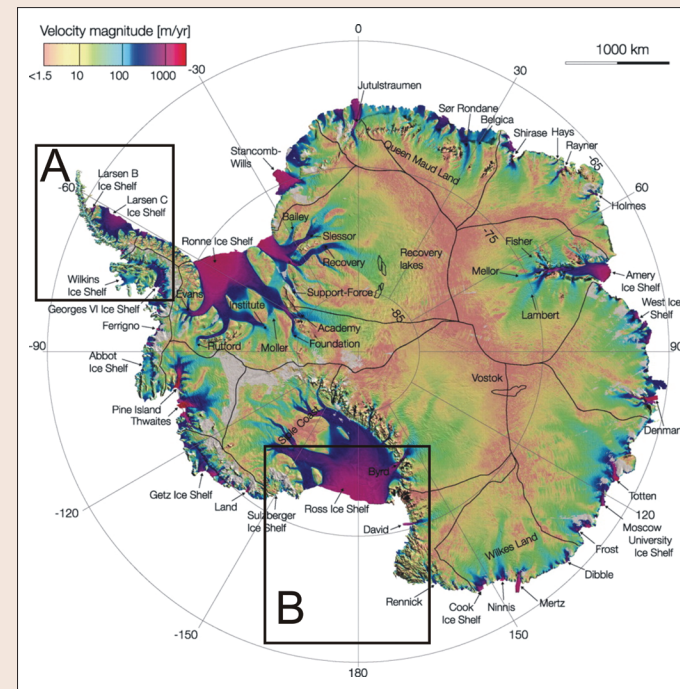 Velocity magnitude [m/yr]
<1.5 10 100 1000
0
1000 km
-30
30
Jutulstraumen
Sør Rondane
Belgica
Shirase
Hays
Rayner
-65
Stancomb-
Wills
Queen Maud Land
A
Larsen B
Ice Shelf
-60
Larsen C
Ice Shelf
60
Holmes
Bailey
Slessor
-75
Ronne Ice Shelf
Recovery
Recovery
lakes
Fisher
Mellor
Amery
Ice Shelf
Wilkins
Ice Shelf
Evans
Support-Force
Institute
Georges VI Ice Shelf
-85
Lambert
West Ice
Shelf
Ferrigno
Academy
Foundation
Rutford
Moller
-90
90
Abbot
Ice Shelf
Vostok
Pine Island
Thwaites
Siple Coast
Denman
Byrd
Getz Ice Shelf
Land
Sulzberger
Ice Shelf
Ross Ice Shelf
Totten
-120
120
David
Moscow
University
Ice Shelf
Wilkes Land
Frost
Dibble
B
Rennick
Cook
Ice Shelf
Ninnis
Mertz
-150
150
180